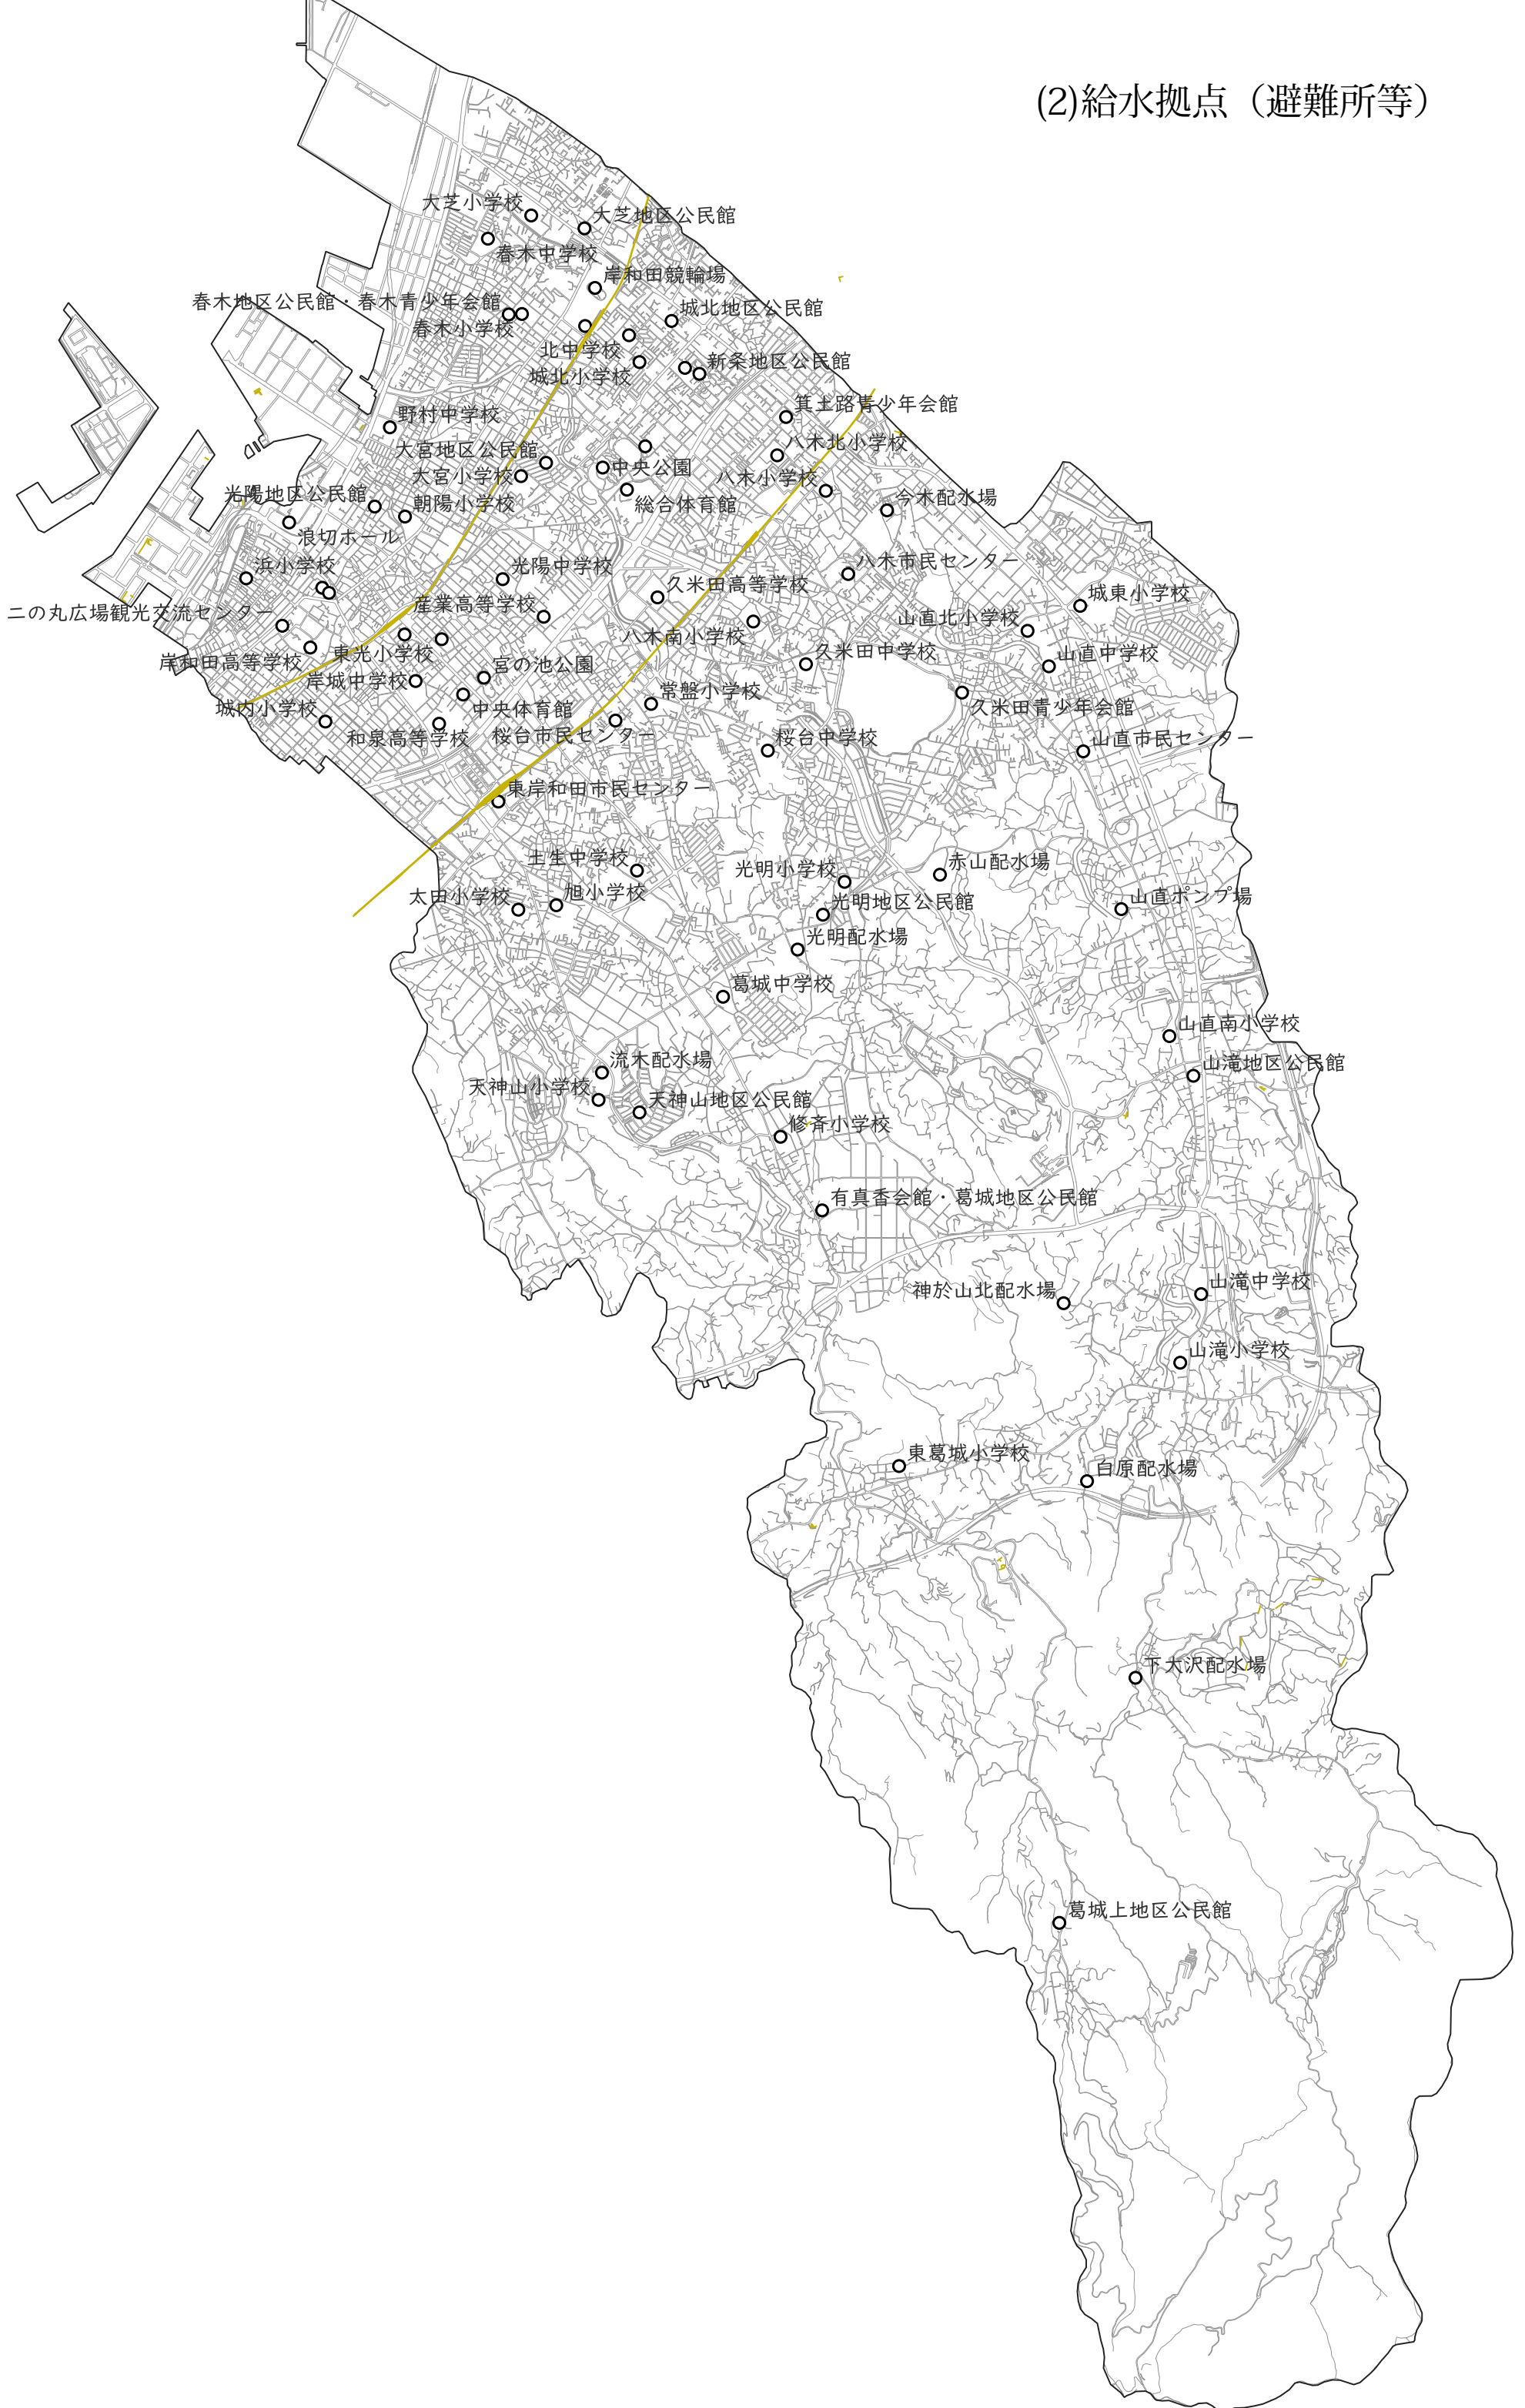 (2)給水拠点（避難所等）
大芝小学校
大芝地区公民館
春木中学校
岸和田競輪場
春木地区公民館・春木青少年会館
城北地区公民館
春木小学校
北中学校
新条地区公民館
城北小学校
箕土路青少年会館
野村中学校
八木北小学校
大宮地区公民館
中央公園
大宮小学校
八木小学校
光陽地区公民館
朝陽小学校
総合体育館
今木配水場
浪切ホール
浜小学校
光陽中学校
八木市民センター
久米田高等学校
城東小学校
産業高等学校
二の丸広場観光交流センター
山直北小学校
八木南小学校
東光小学校
久米田中学校
山直中学校
岸和田高等学校
宮の池公園
岸城中学校
常盤小学校
城内小学校
中央体育館
久米田青少年会館
和泉高等学校
桜台市民センター
桜台中学校
山直市民センター
東岸和田市民センター
土生中学校
光明小学校
赤山配水場
太田小学校
旭小学校
光明地区公民館
山直ポンプ場
光明配水場
葛城中学校
山直南小学校
流木配水場
山滝地区公民館
天神山小学校
天神山地区公民館
修斉小学校
有真香会館・葛城地区公民館
神於山北配水場
山滝中学校
山滝小学校
東葛城小学校
白原配水場
下大沢配水場
葛城上地区公民館